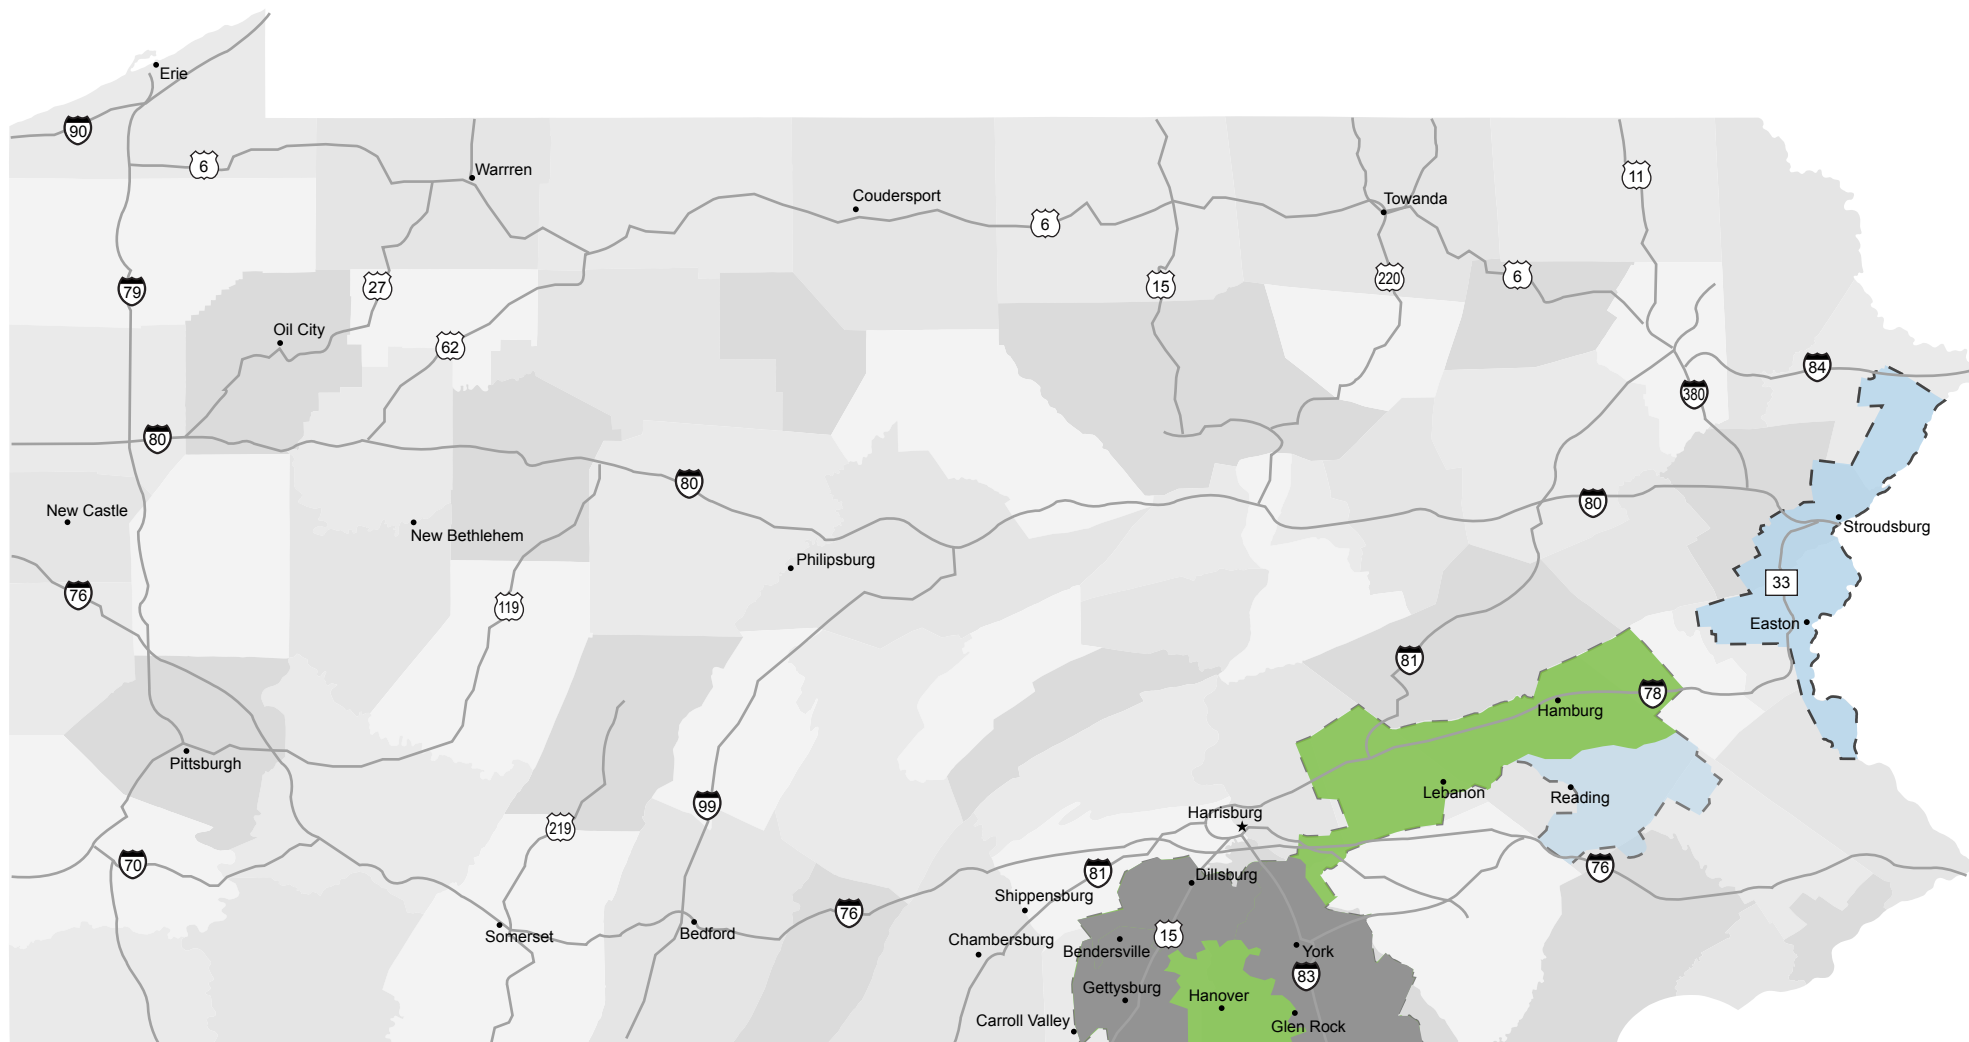 Erie
90
6
Warrren
11
Coudersport
Towanda
6
220
6
79
27
15
Oil City
62
84
380
80
80
80
New Castle
New Bethlehem
Stroudsburg
Philipsburg
76
119
33
Easton
81
78
Hamburg
Pittsburgh
Lebanon
Reading
99
Harrisburg
219
70
81
76
Dillsburg
Shippensburg
76
Somerset
Bedford
Chambersburg
Bendersville
15
York
83
Gettysburg
Hanover
Carroll Valley
Glen Rock